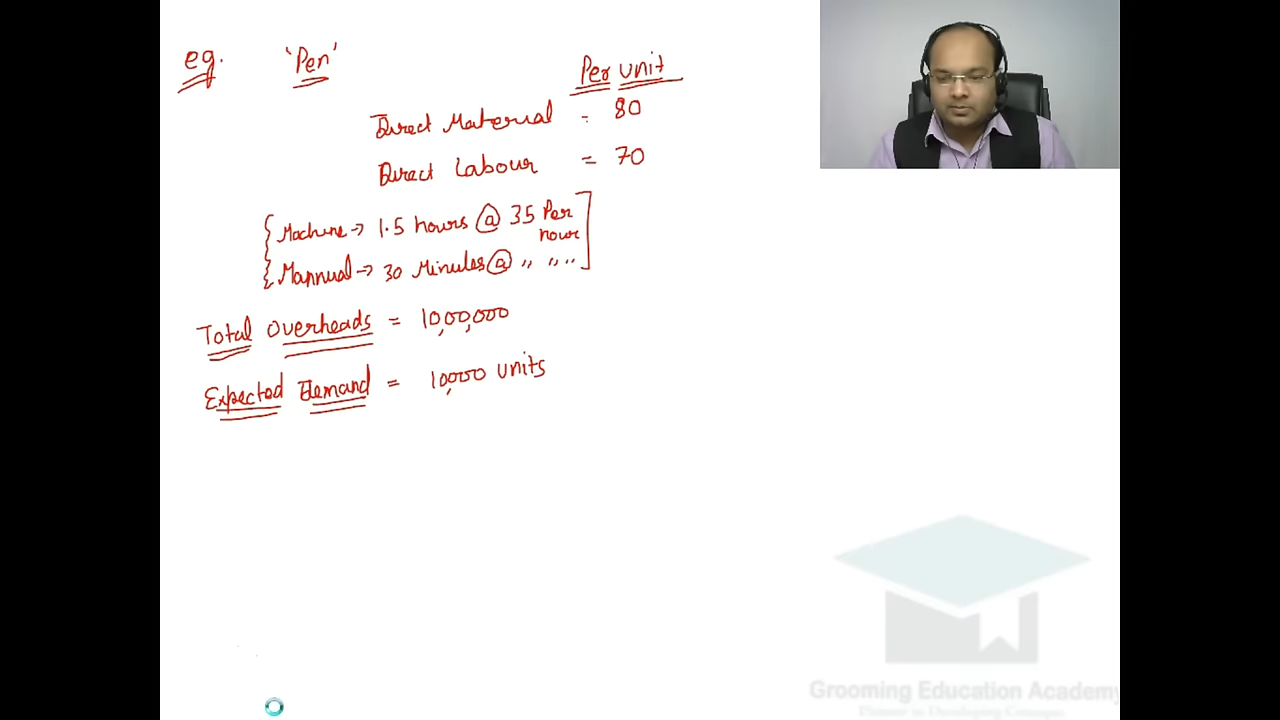 eg. 'Pen'
Per unit
Direct Material = 80
Direct Labour = 70
Machine → 1.5 hours @ 35 Per hour
Mannual → 30 Minules @ " " "
Total Overheads = 10,00,000
Expected Demand = 10,000 units
Grooming Education Academy